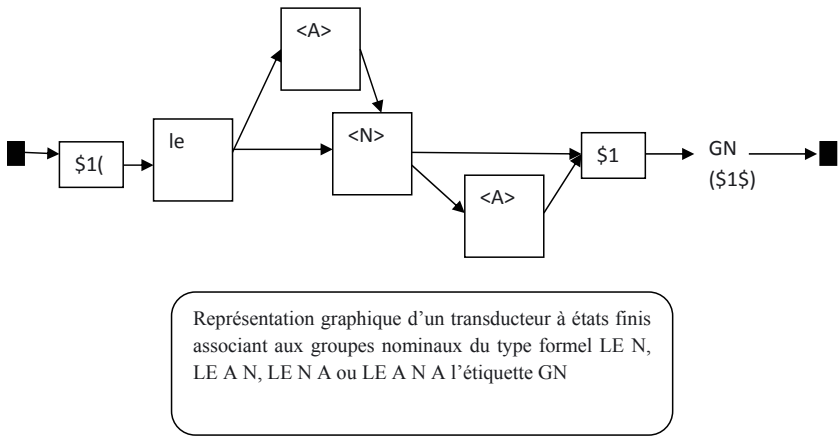 <A>
le
<N>
$1(
$1
GN
($1$)
<A>
Représentation graphique d'un transducteur à états finis
associant aux groupes nominaux du type formel LE N,
LE A N, LE N A ou LE A N A l'étiquette GN